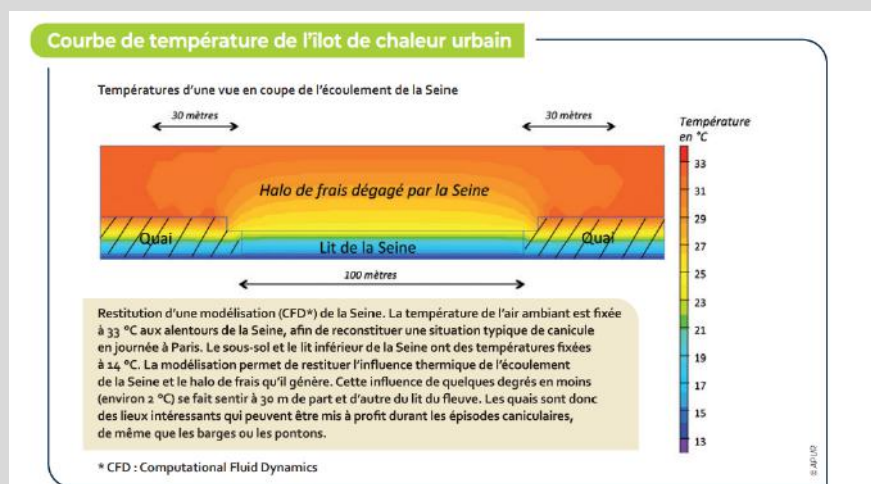 Courbe de température de l'îlot de chaleur urbain
Températures d'une vue en coupe de l'écoulement de la Seine
30 mètres
30 mètres
Température
en °C
33
31
29
27
25
23
21
19
17
15
13
Halo de frais dégagé par la Seine
Quai
Lit de la Seine
Quai
100 mètres
Restitution d'une modélisation (CFD*) de la Seine. La température de l'air ambiant est fixée
à 33 °C aux alentours de la Seine, afin de reconstituer une situation typique de canicule
en journée à Paris. Le sous-sol et le lit inférieur de la Seine ont des températures fixées
à 14 °C. La modélisation permet de restituer l'influence thermique de l'écoulement
de la Seine et le halo de frais qu'il génère. Cette influence de quelques degrés en moins
(environ 2 °C) se fait sentir à 30 m de part et d'autre du lit du fleuve. Les quais sont donc
des lieux intéressants qui peuvent être mis à profit durant les épisodes caniculaires,
de même que les barges ou les pontons.
* CFD : Computational Fluid Dynamics
© APUR